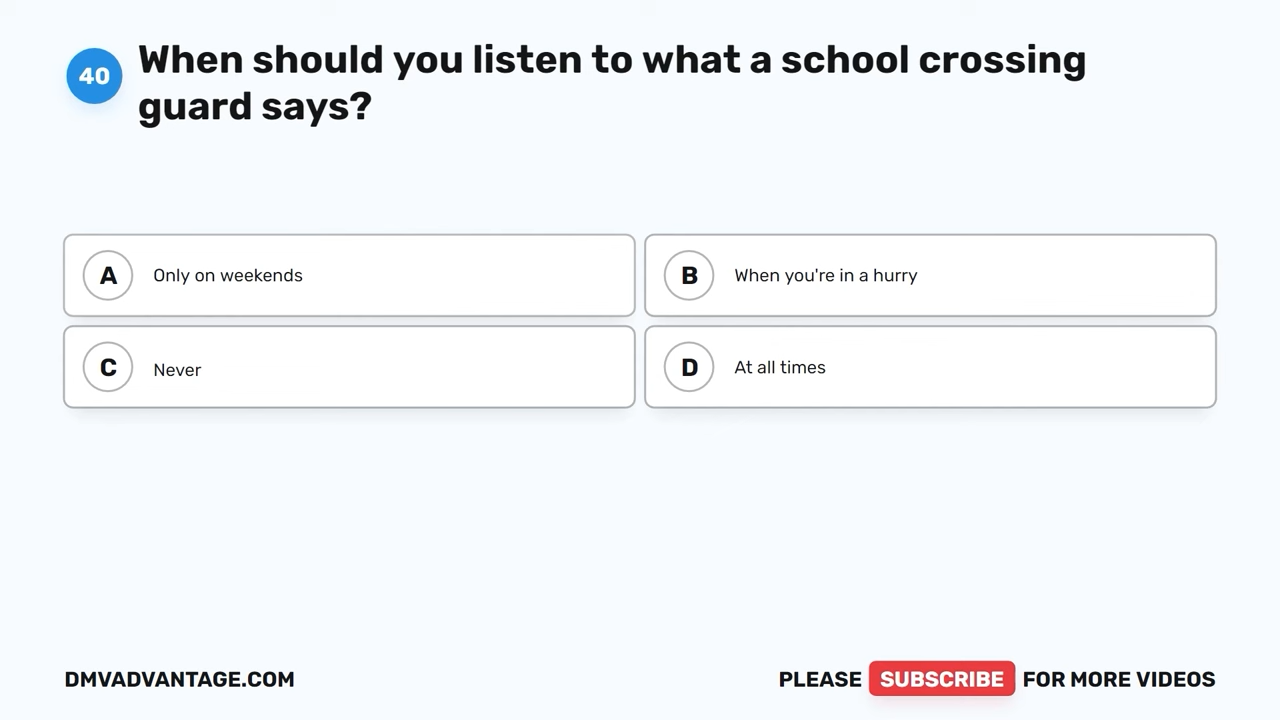 40
When should you listen to what a school crossing
guard says?
A Only on weekends
B When you're in a hurry
C Never
D At all times
DMVADVANTAGE.COM
PLEASE SUBSCRIBE FOR MORE VIDEOS